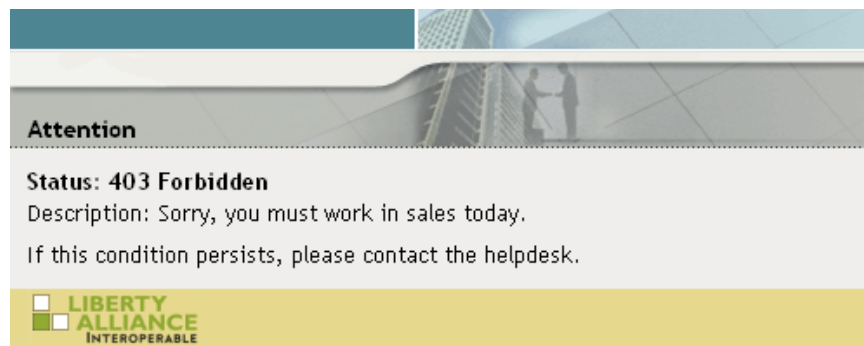 Attention
Status: 403 Forbidden
Description: Sorry, you must work in sales today.
If this condition persists, please contact the helpdesk.
LIBERTY
ALLIANCE
INTEROPERABLE